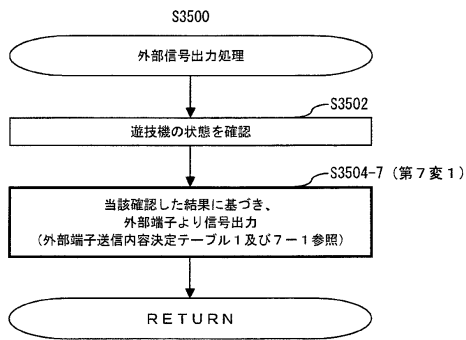 S3500
外部信号出力処理
S3502
遊技機の状態を確認
S3504-7(第7変1)
当該確認した結果に基づき、
外部端子より信号出力
(外部端子送信内容決定テーブル1及び7-1参照)
RETURN